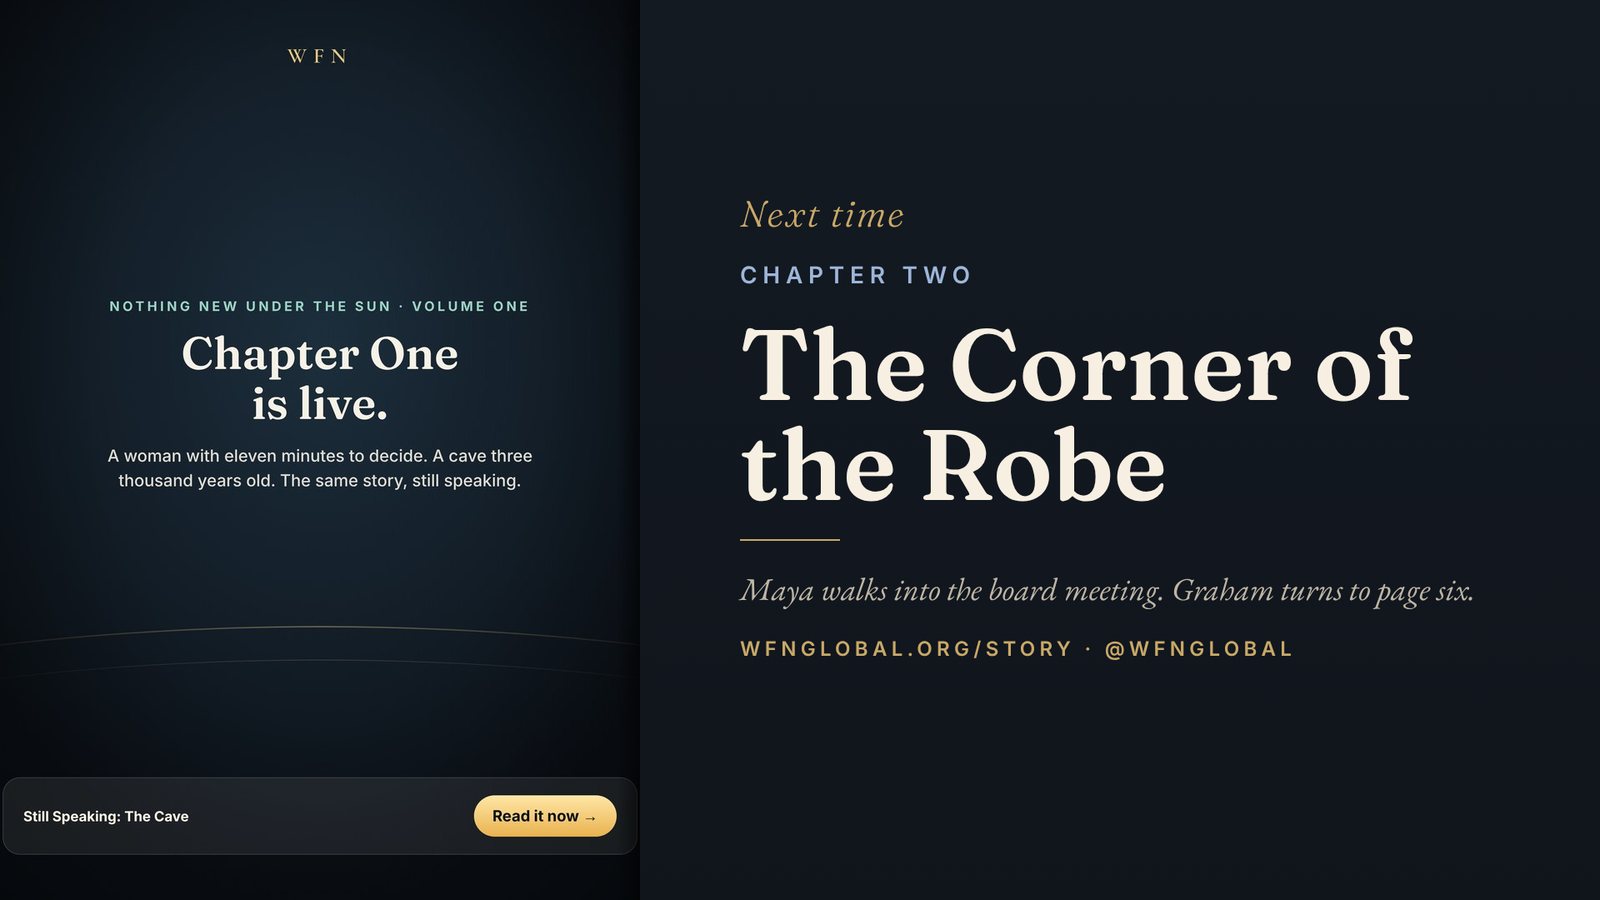 WFN
NOTHING NEW UNDER THE SUN · VOLUME ONE
Chapter One
is live.
A woman with eleven minutes to decide. A cave three
thousand years old. The same story, still speaking.
Still Speaking: The Cave
Read it now →
Next time
CHAPTER TWO
The Corner of
the Robe
Maya walks into the board meeting. Graham turns to page six.
WFNGLOBAL.ORG/STORY · @WFNGLOBAL